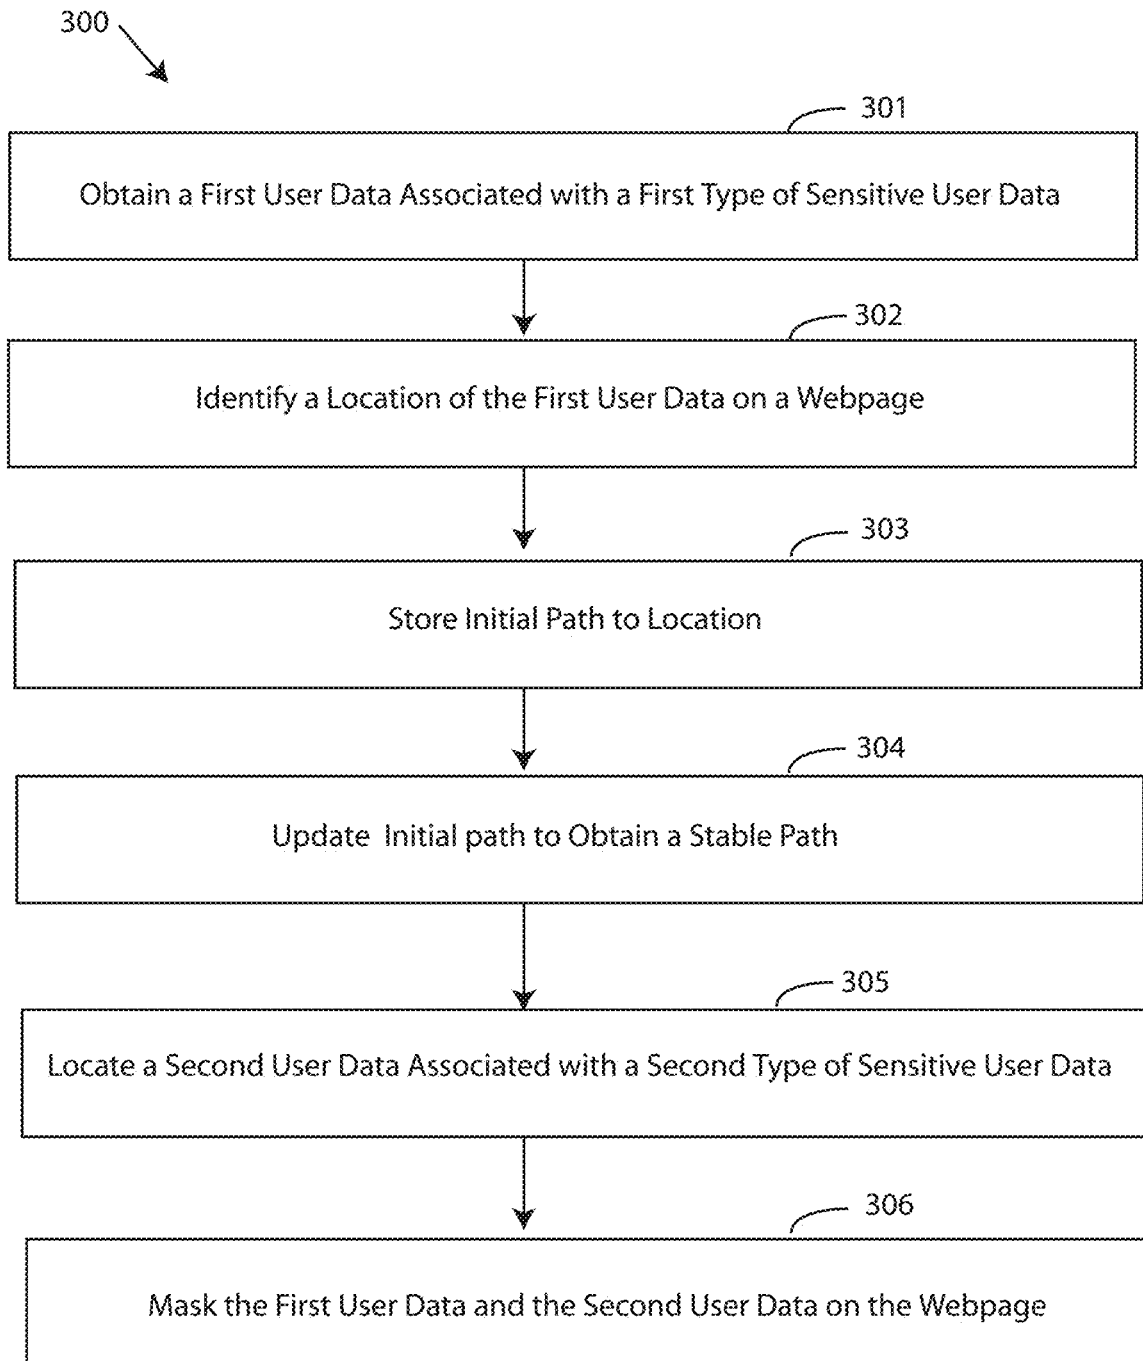 300
301
Obtain a First User Data Associated with a First Type of Sensitive User Data
302
Identify a Location of the First User Data on a Webpage
303
Store Initial Path to Location
304
Update Initial path to Obtain a Stable Path
305
Locate a Second User Data Associated with a Second Type of Sensitive User Data
306
Mask the First User Data and the Second User Data on the Webpage